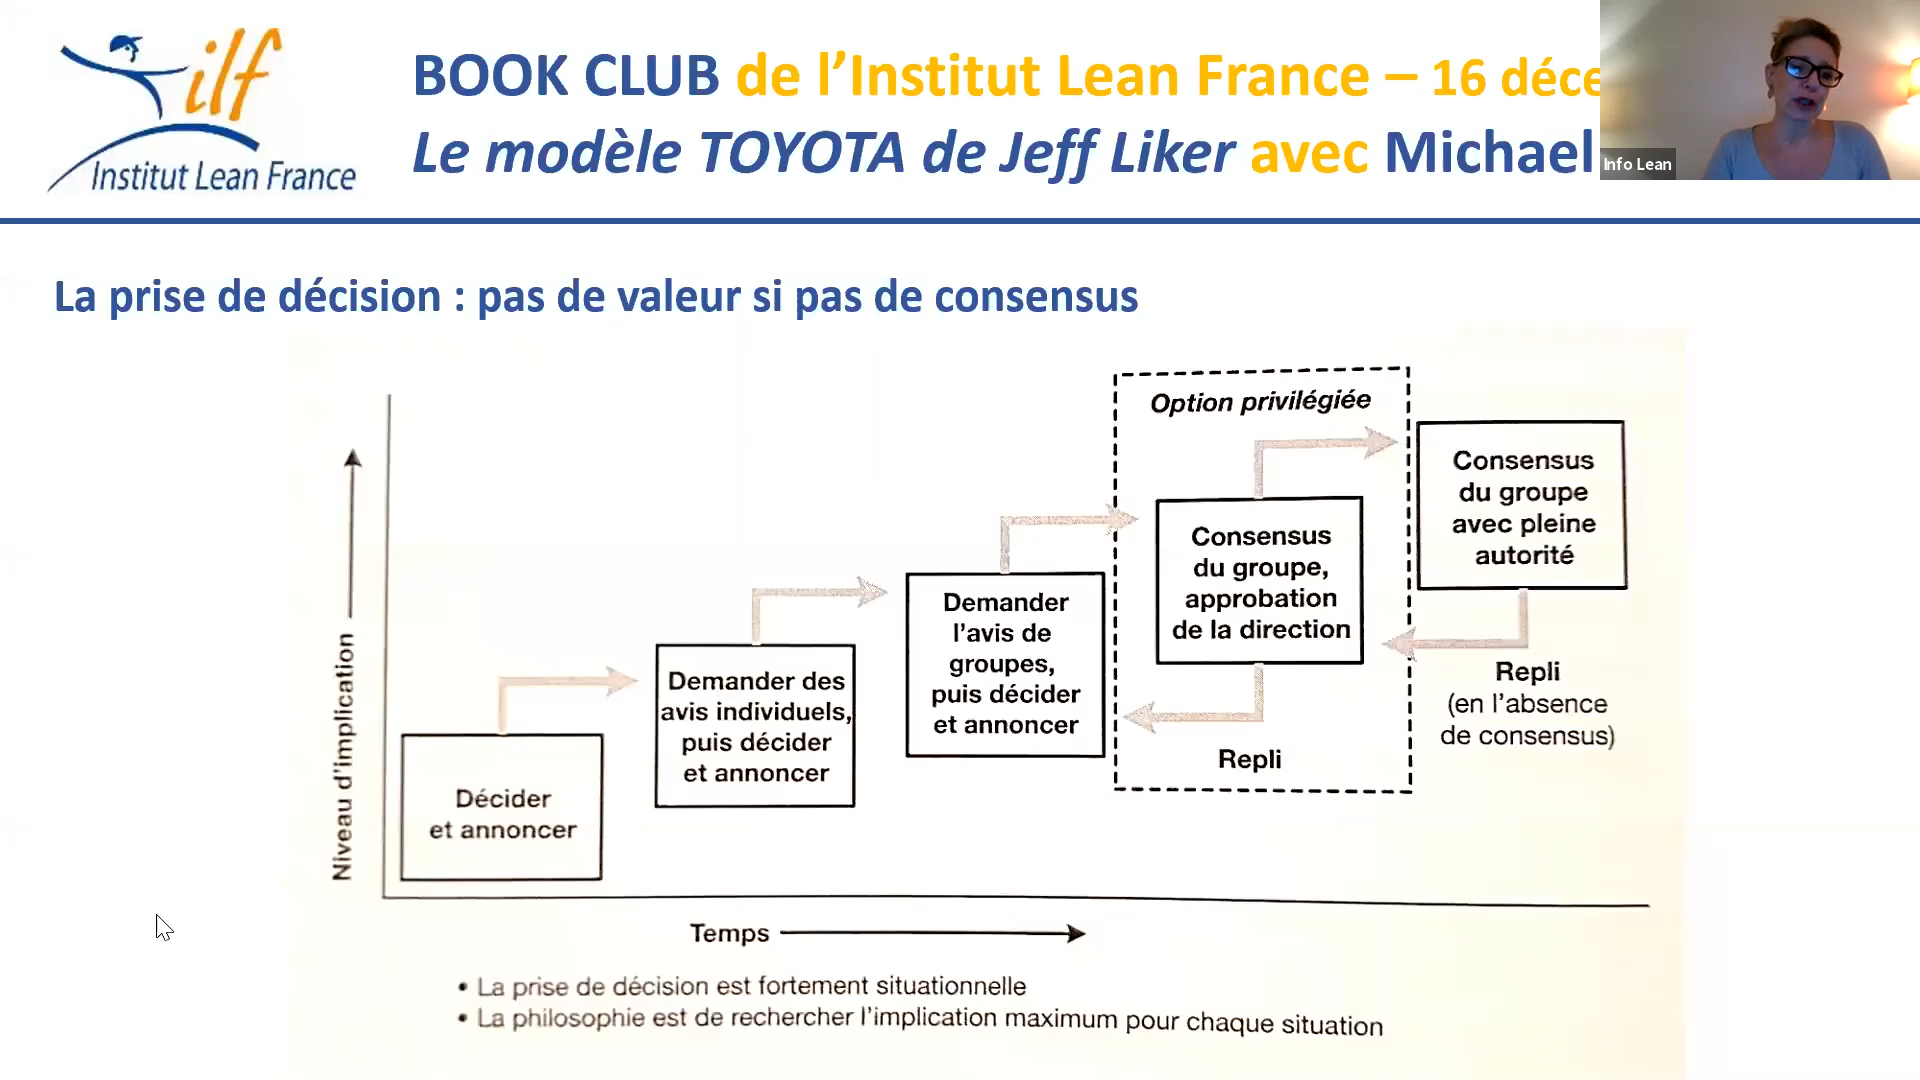 ilf
Institut Lean France
BOOK CLUB de l’Institut Lean France – 16 déce
Le modèle TOYOTA de Jeff Liker avec Michael
Info Lean
La prise de décision : pas de valeur si pas de consensus
Niveau d'implication
Option privilégiée
Consensus
du groupe
avec pleine
autorité
Consensus
du groupe,
approbation
de la direction
Demander
l'avis de
groupes,
puis décider
et annoncer
Demander des
avis individuels,
puis décider
et annoncer
Décider
et annoncer
Repli
(en l'absence
de consensus)
Repli
Temps
• La prise de décision est fortement situationnelle
• La philosophie est de rechercher l'implication maximum pour chaque situation